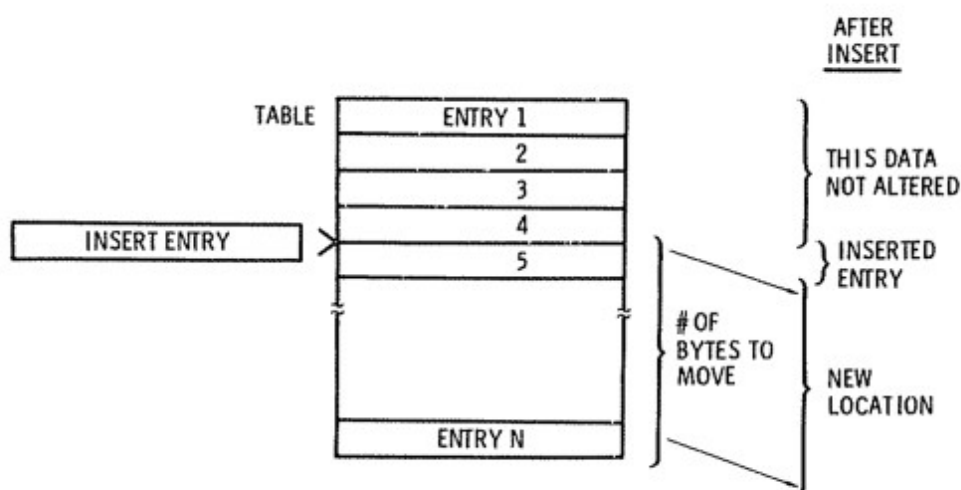 AFTER
INSERT
TABLE
ENTRY 1
2
3
4
5
INSERT ENTRY
THIS DATA
NOT ALTERED
INSERTED
ENTRY
# OF
BYTES TO
MOVE
NEW
LOCATION
ENTRY N